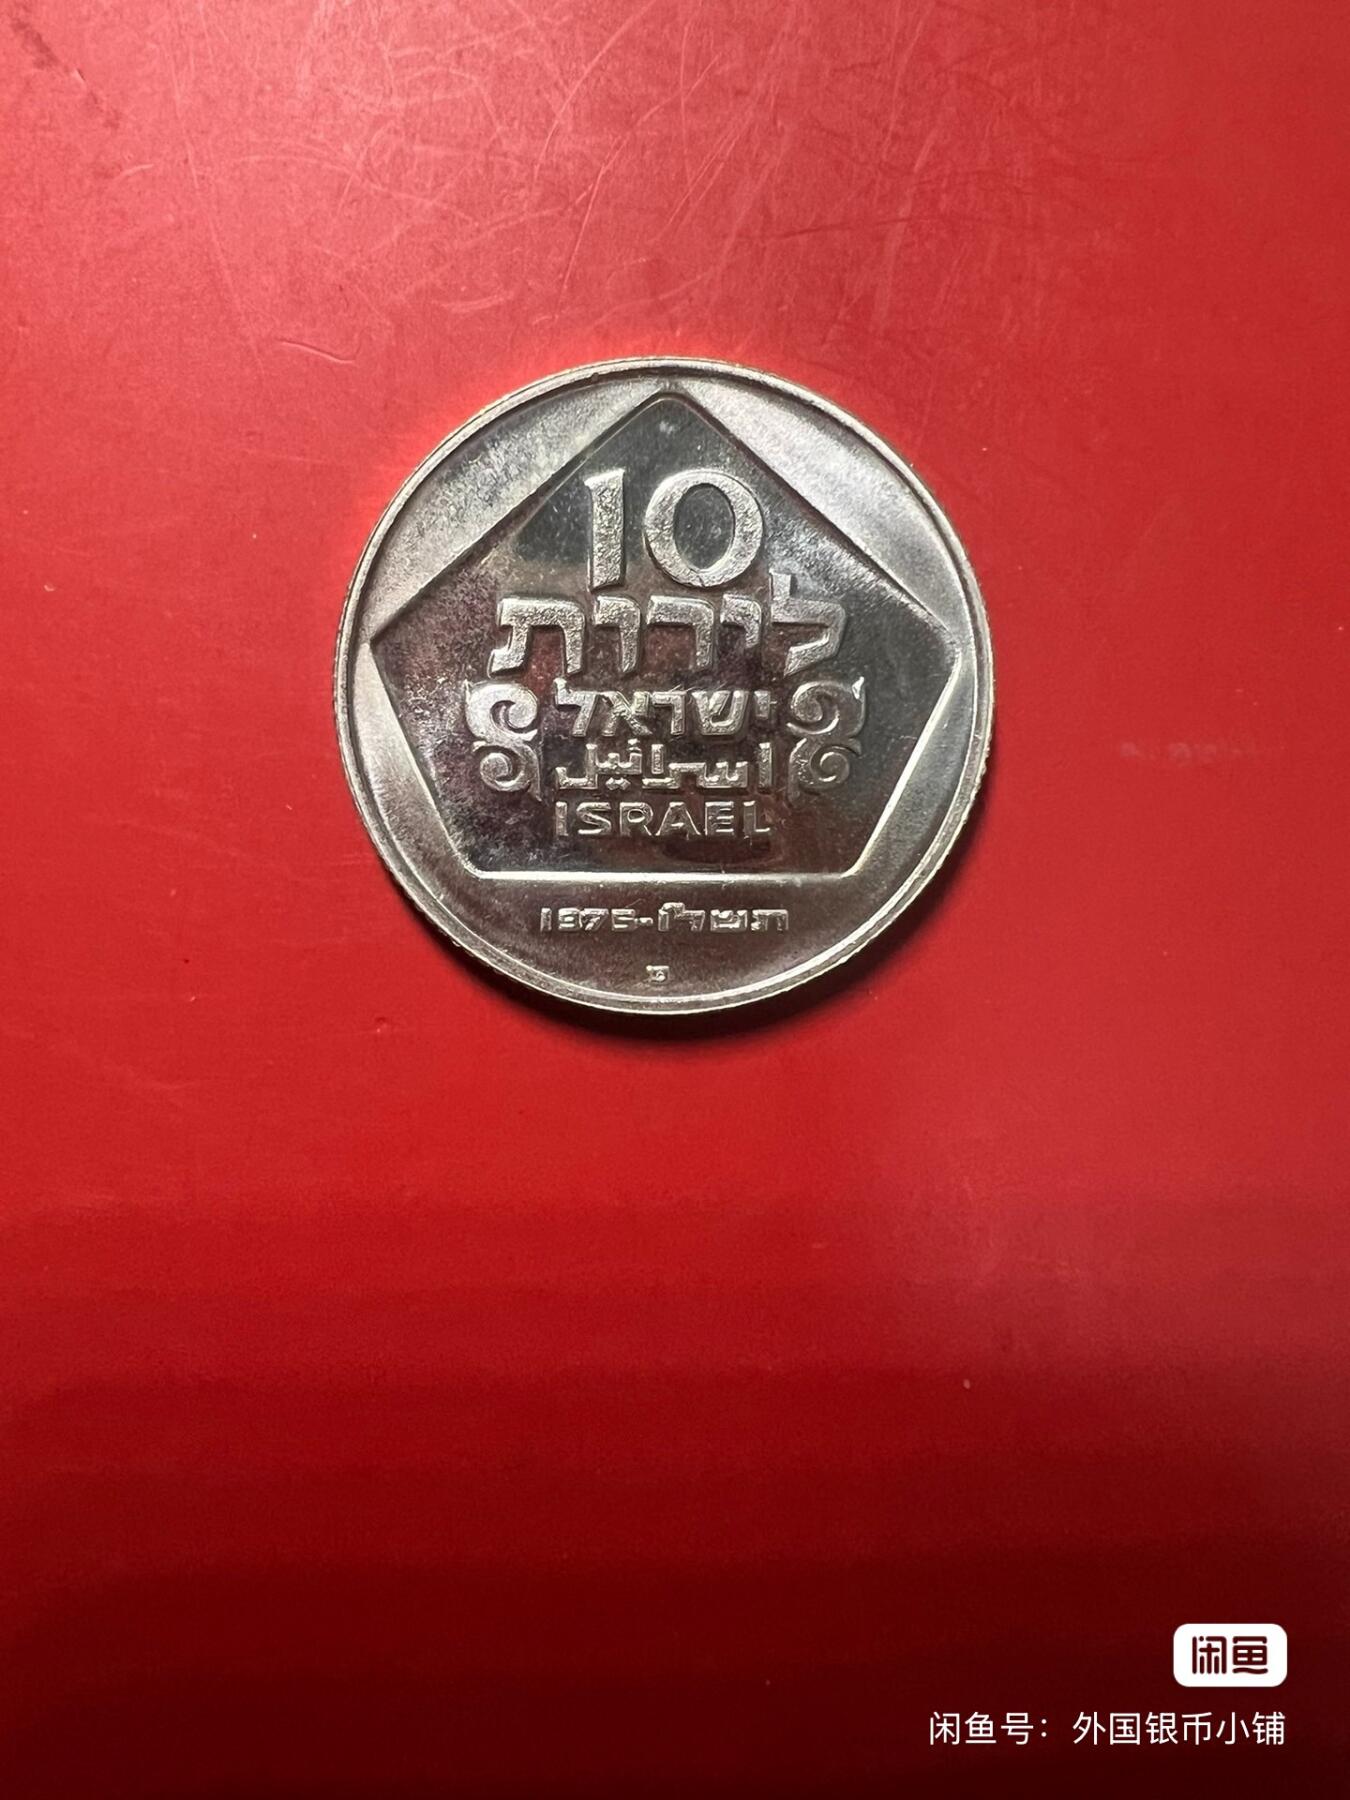 10
לירות
ישראל
اسرائيل
ISRAEL
1975-תשל"ו
מ
闲鱼
闲鱼号：外国银币小铺